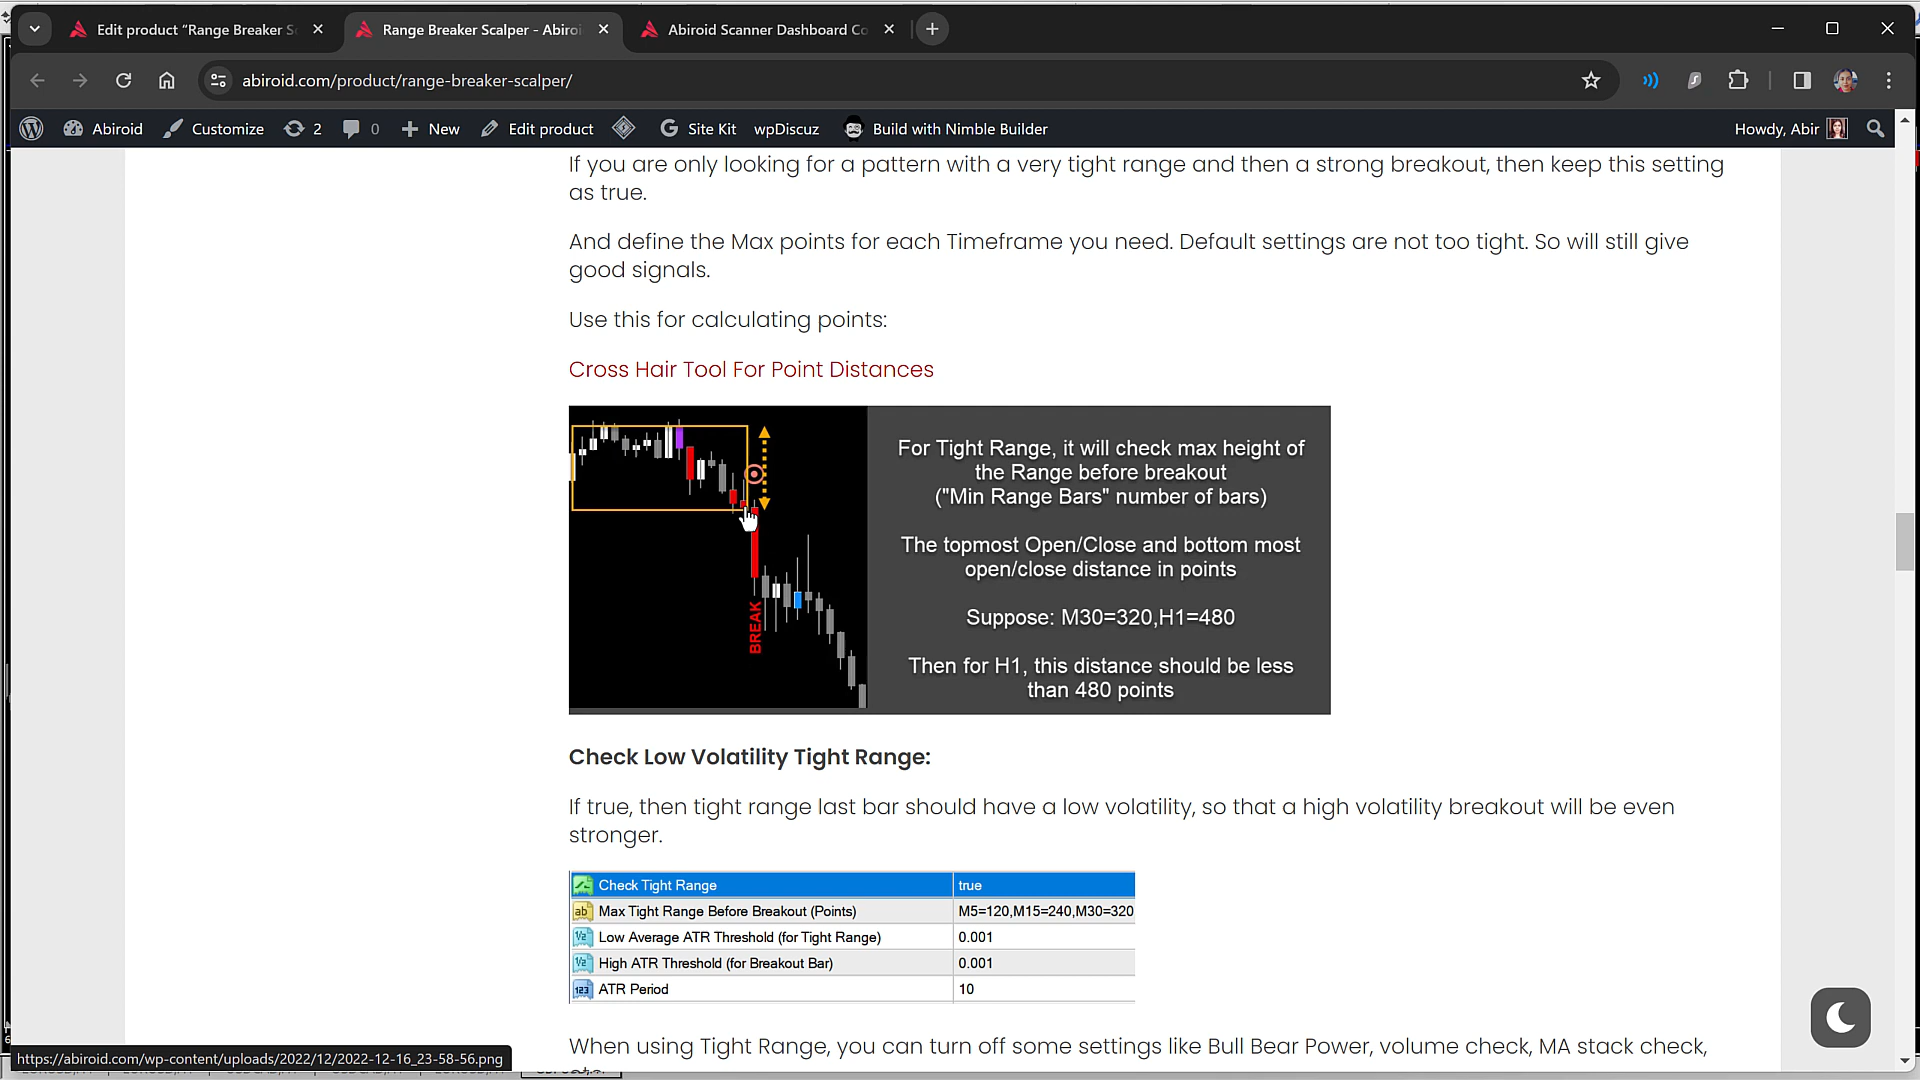 Edit product “Range Breaker S
Range Breaker Scalper - Abiroi
Abiroid Scanner Dashboard Co
abiroid.com/product/range-breaker-scalper/
Abiroid
Customize
2
0
New
Edit product
Site Kit
wpDiscuz
Build with Nimble Builder
Howdy, Abir
If you are only looking for a pattern with a very tight range and then a strong breakout, then keep this setting
as true.
And define the Max points for each Timeframe you need. Default settings are not too tight. So will still give
good signals.
Use this for calculating points:
Cross Hair Tool For Point Distances
BREAK
For Tight Range, it will check max height of
the Range before breakout
("Min Range Bars" number of bars)
The topmost Open/Close and bottom most
open/close distance in points
Suppose: M30=320,H1=480
Then for H1, this distance should be less
than 480 points
Check Low Volatility Tight Range:
If true, then tight range last bar should have a low volatility, so that a high volatility breakout will be even
stronger.
Check Tight Range true
ab Max Tight Range Before Breakout (Points) M5=120,M15=240,M30=320
1/2 Low Average ATR Threshold (for Tight Range) 0.001
1/2 High ATR Threshold (for Breakout Bar) 0.001
123 ATR Period 10
When using Tight Range, you can turn off some settings like Bull Bear Power, volume check, MA stack check,
https://abiroid.com/wp-content/uploads/2022/12/2022-12-16_23-58-56.png